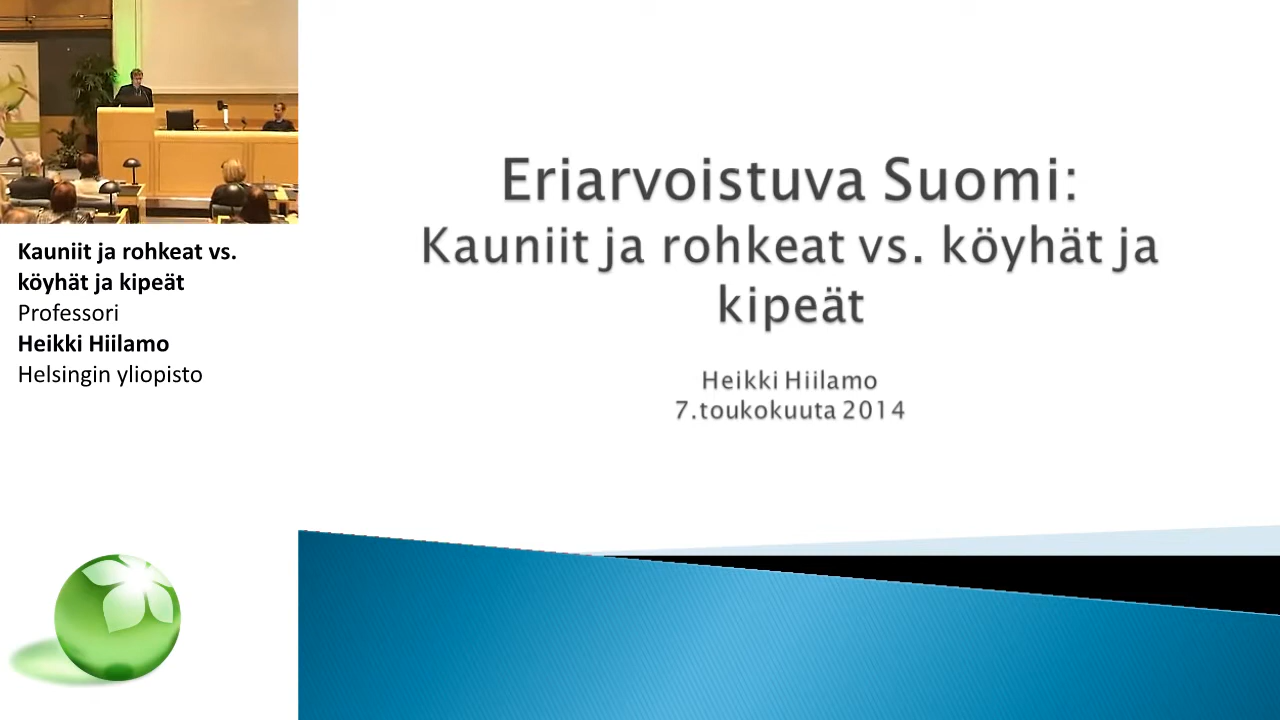 Kauniit ja rohkeat vs.
köyhät ja kipeät
Professori
Heikki Hiilamo
Helsingin yliopisto
Eriarvoistuva Suomi:
Kauniit ja rohkeat vs. köyhät ja
kipeät
Heikki Hiilamo
7.toukokuuta 2014